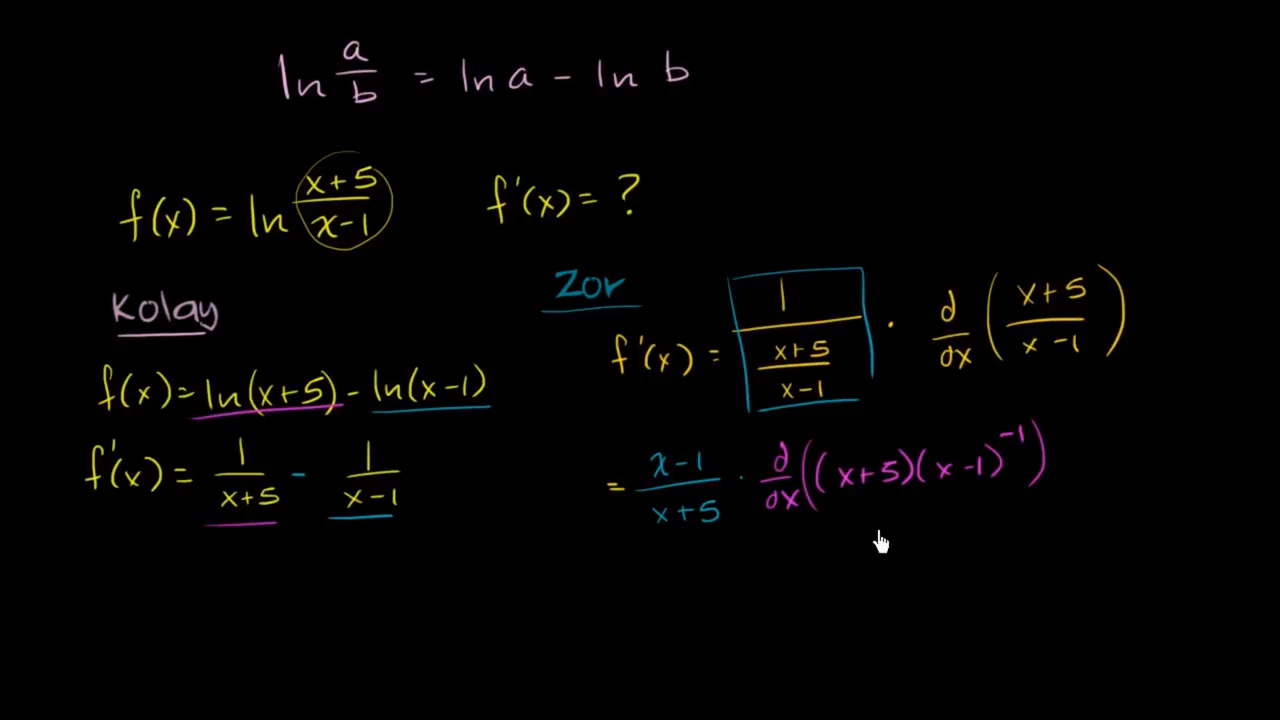 ln a/b = ln a - ln b
f(x) = ln (x+5)/(x-1)    f'(x) = ?
Kolay
f(x) = ln(x+5) - ln(x-1)
f'(x) = 1/(x+5) - 1/(x-1)
Zor
f'(x) = 1/((x+5)/(x-1)) · d/dx ((x+5)/(x-1))
= (x-1)/(x+5) · d/dx((x+5)(x-1)^-1)